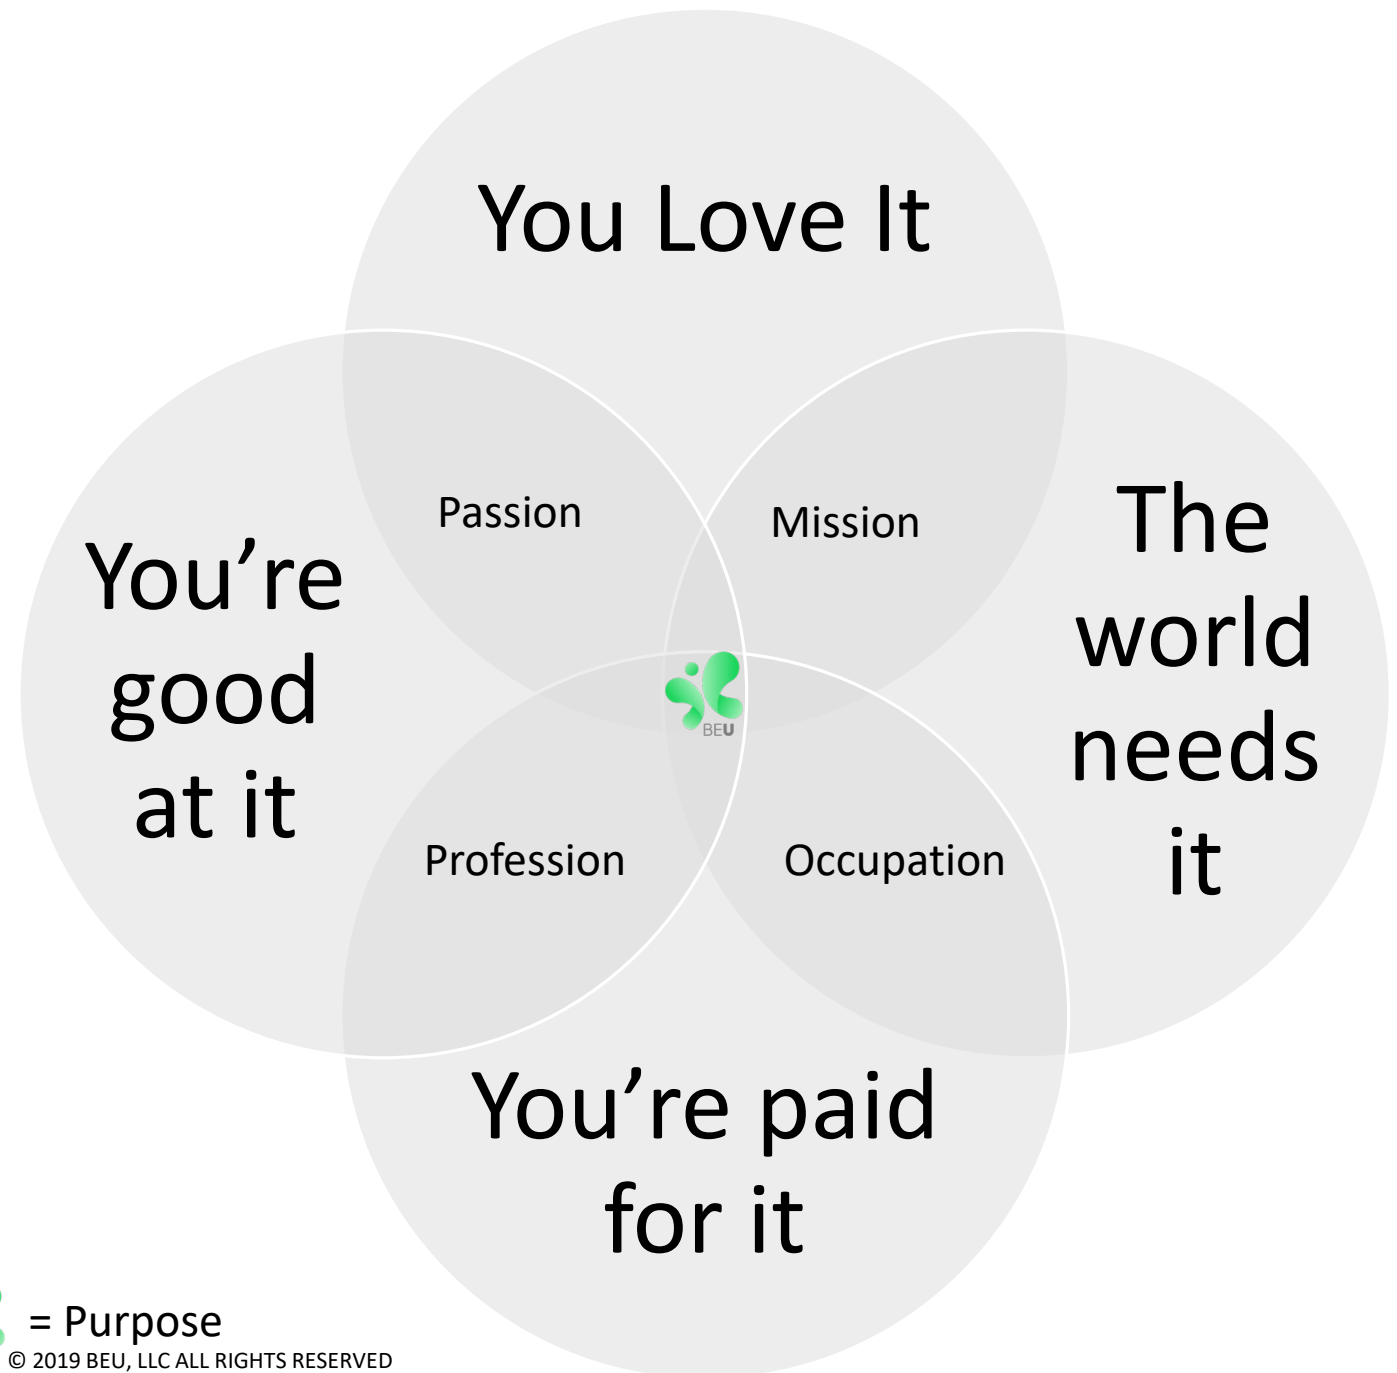 You Love It
Passion
Mission
You’re
good
at it
The
world
needs
it
BEU
Profession
Occupation
You’re paid
for it
= Purpose
© 2019 BEU, LLC ALL RIGHTS RESERVED